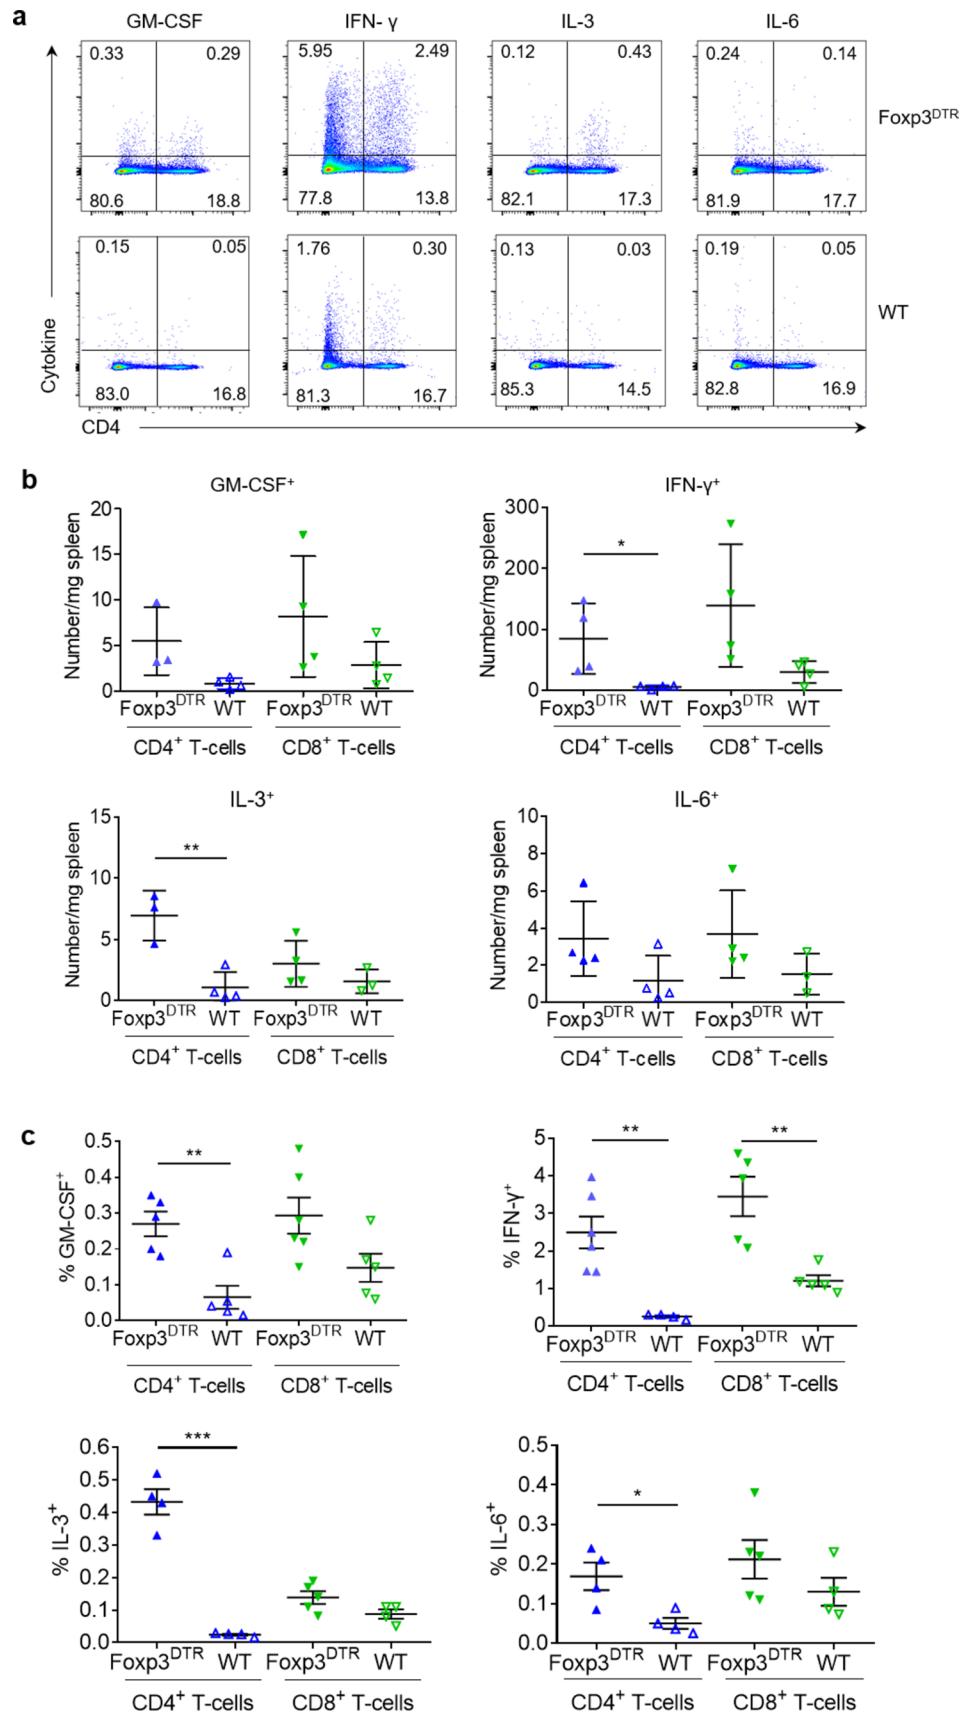 a
GM-CSF IFN- γ IL-3 IL-6
0.33 0.29 5.95 2.49 0.12 0.43 0.24 0.14
Foxp3DTR
80.6 18.8 77.8 13.8 82.1 17.3 81.9 17.7
0.15 0.05 1.76 0.30 0.13 0.03 0.19 0.05
WT
83.0 16.8 81.3 16.7 85.3 14.5 82.8 16.9
Cytokine
CD4
b
GM-CSF+
Number/mg spleen
20
15
10
5
0
Foxp3DTR WT Foxp3DTR WT
CD4+ T-cells CD8+ T-cells
IFN-γ+
Number/mg spleen
300
200
100
0
*
Foxp3DTR WT Foxp3DTR WT
CD4+ T-cells CD8+ T-cells
IL-3+
Number/mg spleen
15
10
5
0
**
Foxp3DTR WT Foxp3DTR WT
CD4+ T-cells CD8+ T-cells
IL-6+
Number/mg spleen
10
8
6
4
2
0
Foxp3DTR WT Foxp3DTR WT
CD4+ T-cells CD8+ T-cells
c
% GM-CSF+
0.5
0.4
0.3
0.2
0.1
0.0
**
Foxp3DTR WT Foxp3DTR WT
CD4+ T-cells CD8+ T-cells
% IFN-γ+
5
4
3
2
1
0
** **
Foxp3DTR WT Foxp3DTR WT
CD4+ T-cells CD8+ T-cells
% IL-3+
0.6
0.5
0.4
0.3
0.2
0.1
0.0
***
Foxp3DTR WT Foxp3DTR WT
CD4+ T-cells CD8+ T-cells
% IL-6+
0.5
0.4
0.3
0.2
0.1
0.0
*
Foxp3DTR WT Foxp3DTR WT
CD4+ T-cells CD8+ T-cells